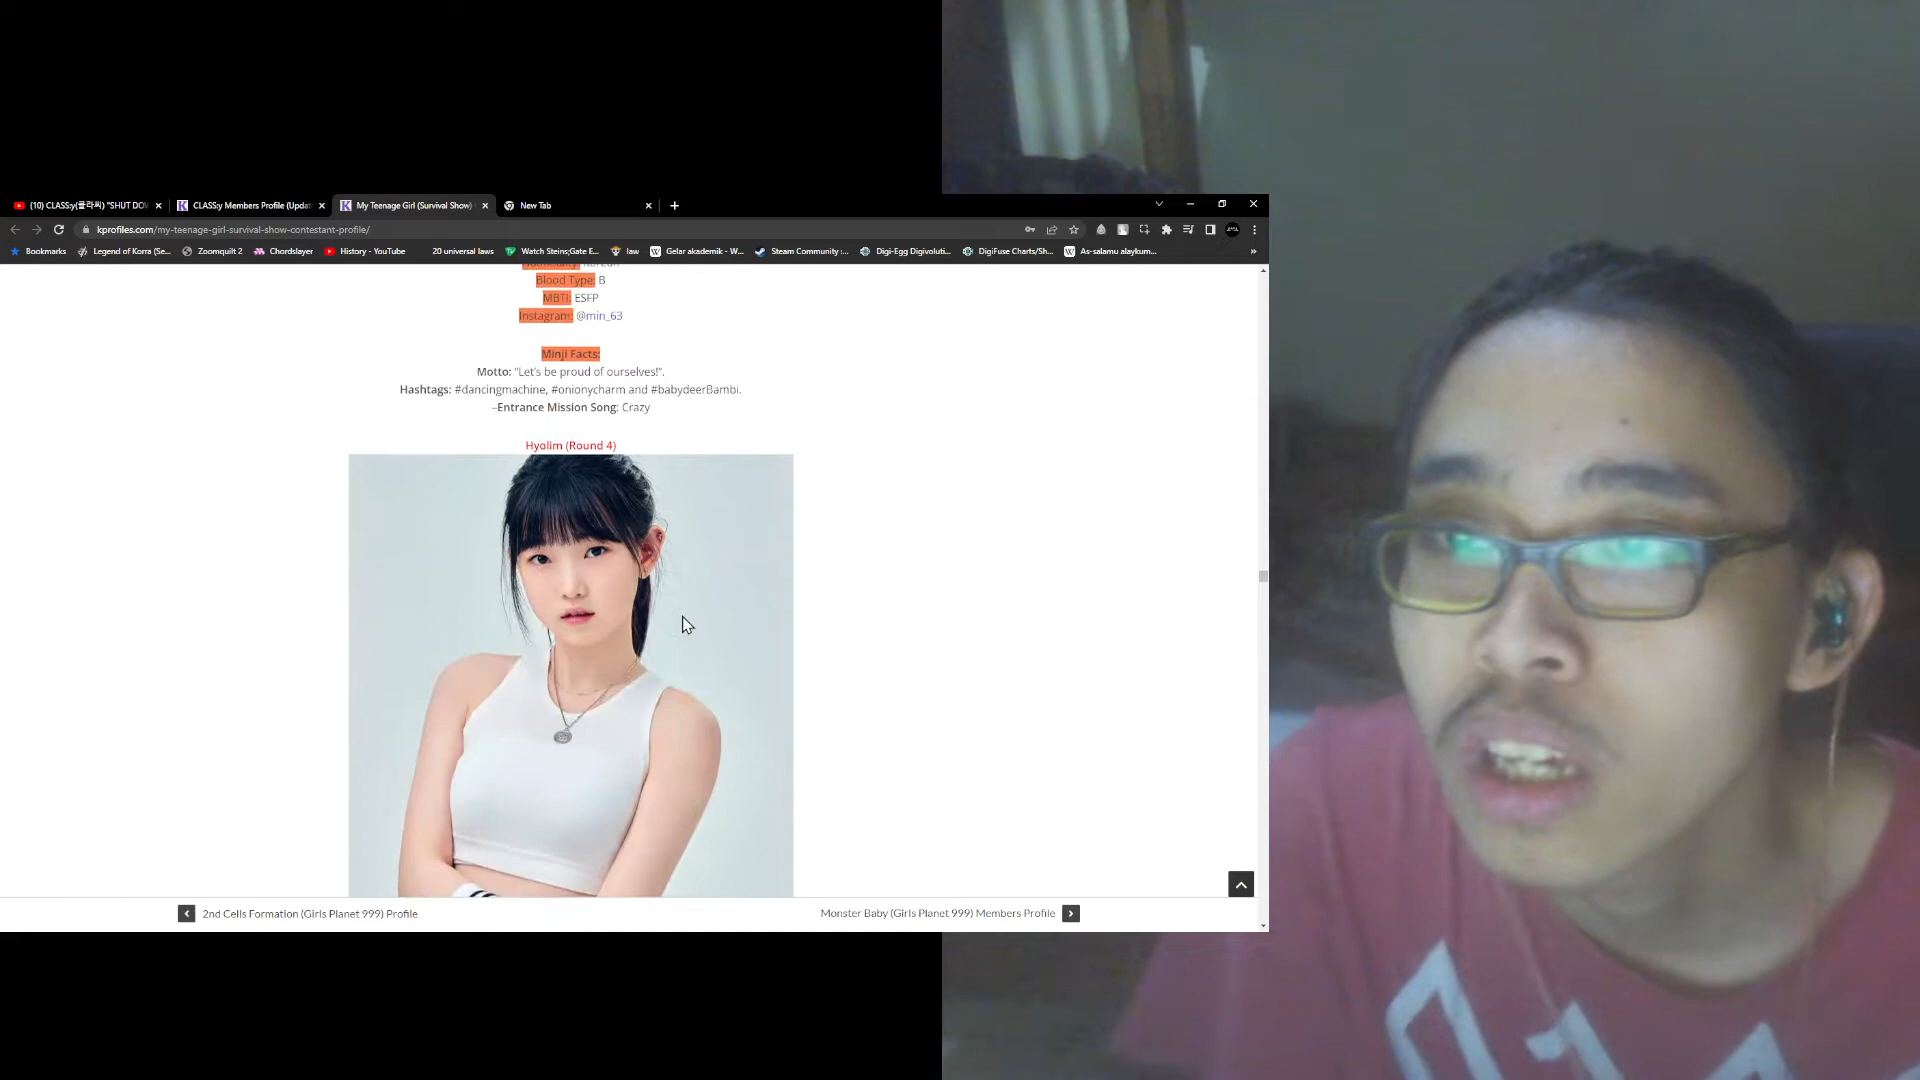 (10) CLASS:y(클라씨) "SHUT DOW
CLASS:y Members Profile (Updat
My Teenage Girl (Survival Show)
New Tab
kprofiles.com/my-teenage-girl-survival-show-contestant-profile/
Bookmarks
Legend of Korra (Se...
Zoomquilt 2
Chordslayer
History - YouTube
20 universal laws
Watch Steins;Gate E...
law
Gelar akademik - W...
Steam Community :...
Digi-Egg Digivoluti...
DigiFuse Charts/Sh...
As-salamu alaykum...
Blood Type: B
MBTI: ESFP
Instagram: @min_63
Minji Facts:
Motto: “Let’s be proud of ourselves!”.
Hashtags: #dancingmachine, #onionycharm and #babydeerBambi.
–Entrance Mission Song: Crazy
Hyolim (Round 4)
2nd Cells Formation (Girls Planet 999) Profile
Monster Baby (Girls Planet 999) Members Profile